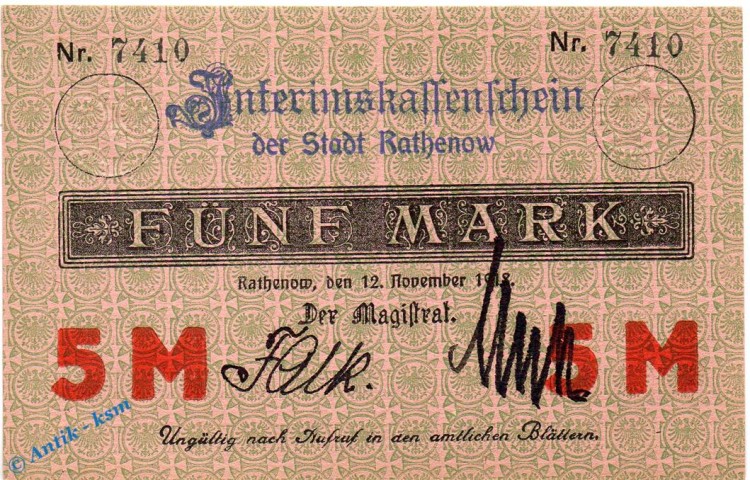 Nr. 7410 Nr. 7410
Interimskassenschein
der Stadt Rathenow
FÜNF MARK
Rathenow, den 12. November 1918.
Der Magistrat.
5 M Falk. 5 M
Ungültig nach Aufruf in den amtlichen Blättern.
© Antik - ksm